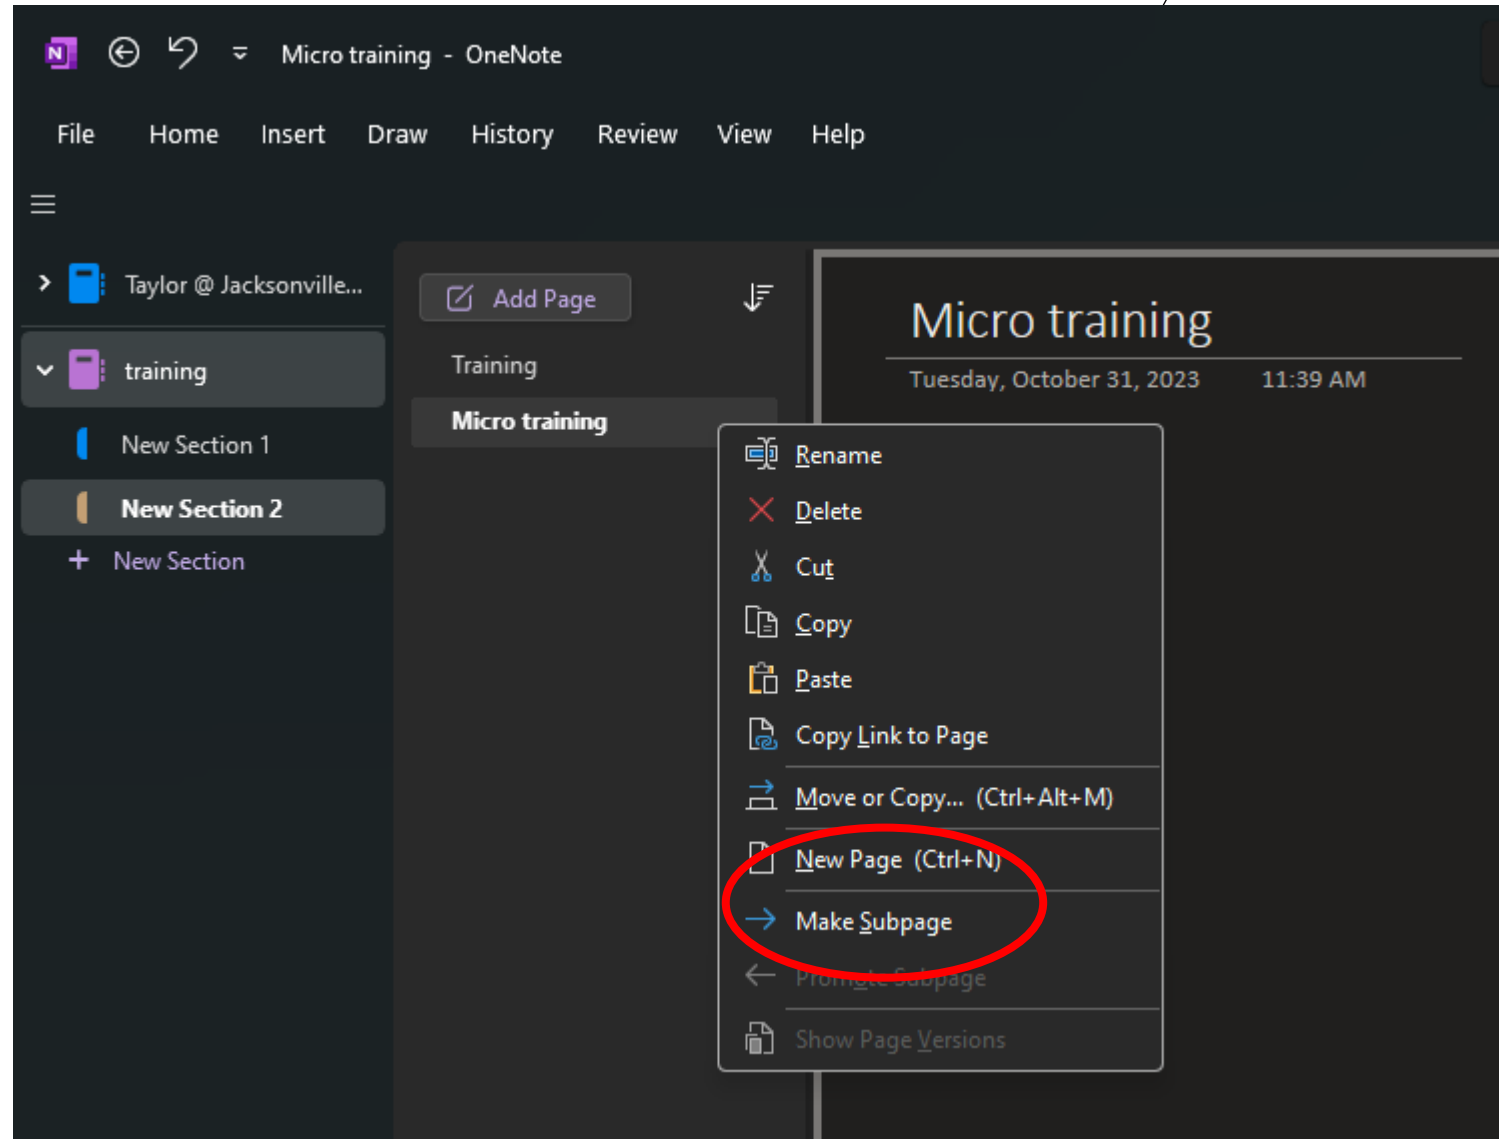 N Micro training - OneNote
File Home Insert Draw History Review View Help
Taylor @ Jacksonville...
training
New Section 1
New Section 2
+ New Section
Add Page
Training
Micro training
Micro training
Tuesday, October 31, 2023 11:39 AM
Rename
Delete
Cut
Copy
Paste
Copy Link to Page
Move or Copy... (Ctrl+Alt+M)
New Page (Ctrl+N)
Make Subpage
Promote Subpage
Show Page Versions